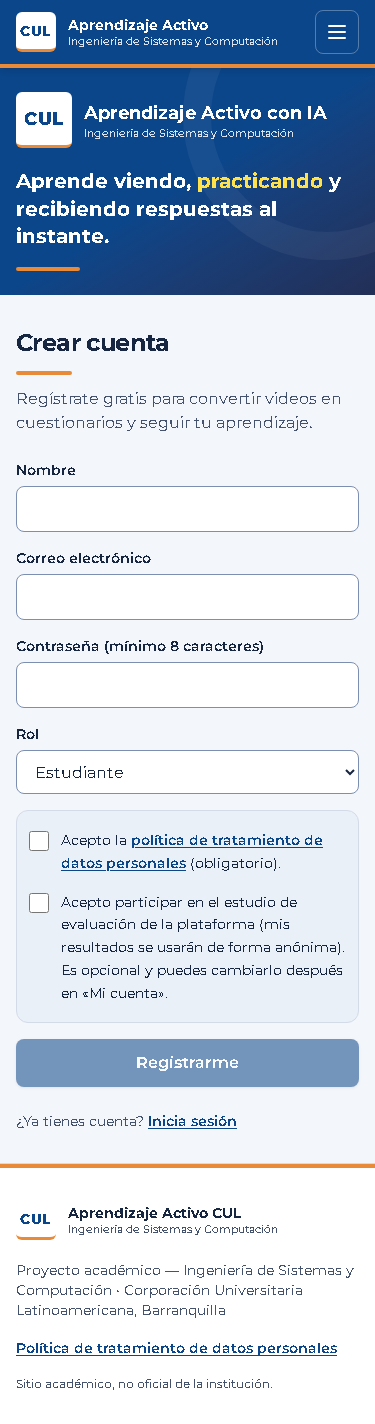 CUL
Aprendizaje Activo
Ingeniería de Sistemas y Computación
CUL
Aprendizaje Activo con IA
Ingeniería de Sistemas y Computación
Aprende viendo, practicando y
recibiendo respuestas al
instante.
Crear cuenta
Regístrate gratis para convertir videos en
cuestionarios y seguir tu aprendizaje.
Nombre
Correo electrónico
Contraseña (mínimo 8 caracteres)
Rol
Estudiante
Acepto la política de tratamiento de
datos personales (obligatorio).
Acepto participar en el estudio de
evaluación de la plataforma (mis
resultados se usarán de forma anónima).
Es opcional y puedes cambiarlo después
en «Mi cuenta».
Registrarme
¿Ya tienes cuenta? Inicia sesión
CUL
Aprendizaje Activo CUL
Ingeniería de Sistemas y Computación
Proyecto académico — Ingeniería de Sistemas y
Computación · Corporación Universitaria
Latinoamericana, Barranquilla
Política de tratamiento de datos personales
Sitio académico, no oficial de la institución.